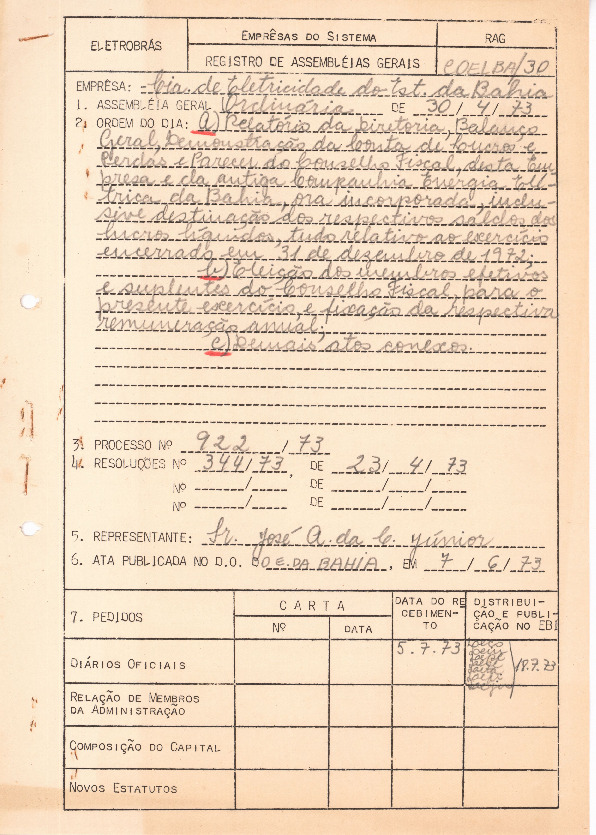 ELETROBRÁS
EMPRÊSAS DO SISTEMA
REGISTRO DE ASSEMBLÉIAS GERAIS
RAG
COELBA/30
EMPRÊSA: Cia. de Eletricidade do Est. da Bahia
1. ASSEMBLÉIA GERAL Ordinária DE 30/4/73
2. ORDEM DO DIA: a) Relatório da Diretoria, Balanço
Geral, Demonstração da Conta de Lucros e
Perdas e Parecer do Conselho Fiscal, desta Em-
presa e da antiga Companhia Energia Elé-
trica da Bahia, ora incorporada, inclu-
sive destinação dos respectivos saldos dos
lucros líquidos, tudo relativo ao exercício
encerrado em 31 de dezembro de 1972;
b) Eleição dos membros efetivos
e suplentes do Conselho Fiscal para o
presente exercício e fixação da respectiva
remuneração anual;
c) Demais atos conexos.
3. PROCESSO Nº 922/73
4. RESOLUÇÕES Nº 344/73, DE 23/4/73
Nº / DE / /
Nº / DE / /
5. REPRESENTANTE: Sr. José A. da C. Júnior
6. ATA PUBLICADA NO D.O. DO E. DA BAHIA, EM 7/6/73
7. PEDIDOS
CARTA
Nº
DATA
DATA DO RE
CEBIMEN-
TO
DISTRIBUI-
ÇÃO E PUBLI-
CAÇÃO NO EBI
DIÁRIOS OFICIAIS
5.7.73
18.7.73
RELAÇÃO DE MEMBROS
DA ADMINISTRAÇÃO
COMPOSIÇÃO DO CAPITAL
NOVOS ESTATUTOS